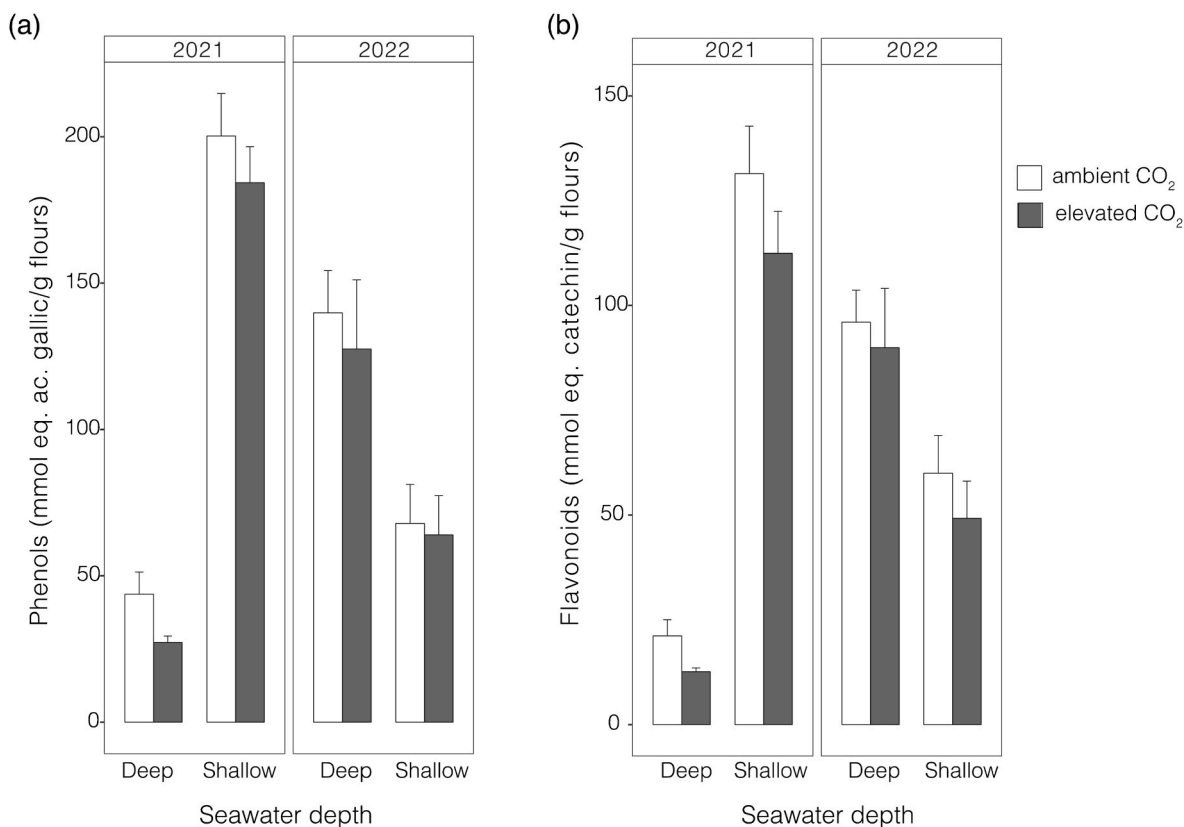 (a)
2021 2022
Phenols (mmol eq. ac. gallic/g flours)
200
150
100
50
0
Deep Shallow Deep Shallow
Seawater depth
(b)
2021 2022
Flavonoids (mmol eq. catechin/g flours)
150
100
50
0
Deep Shallow Deep Shallow
Seawater depth
ambient CO₂
elevated CO₂